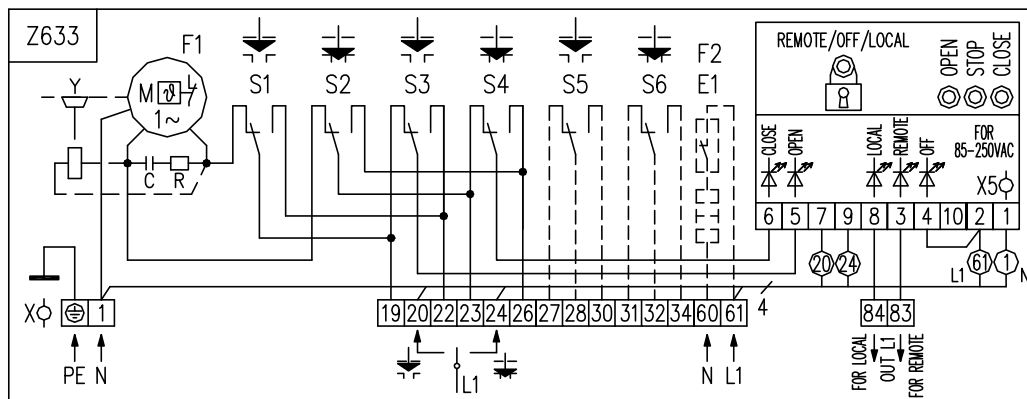 Z633
F1
F2
S1
S2
S3
S4
S5
S6
E1
REMOTE/OFF/LOCAL
OPEN
STOP
CLOSE
Y
M ϑ
1~
C
R
CLOSE
OPEN
LOCAL
REMOTE
OFF
FOR
85-250VAC
X5
6 5 7 9 8 3 4 10 2 1
20
24
61
1
L1
N
X
1
19 20 22 23 24 26 27 28 30 31 32 34 60 61
4
84 83
PE
N
L1
N
L1
FOR LOCAL
OUT L1
FOR REMOTE